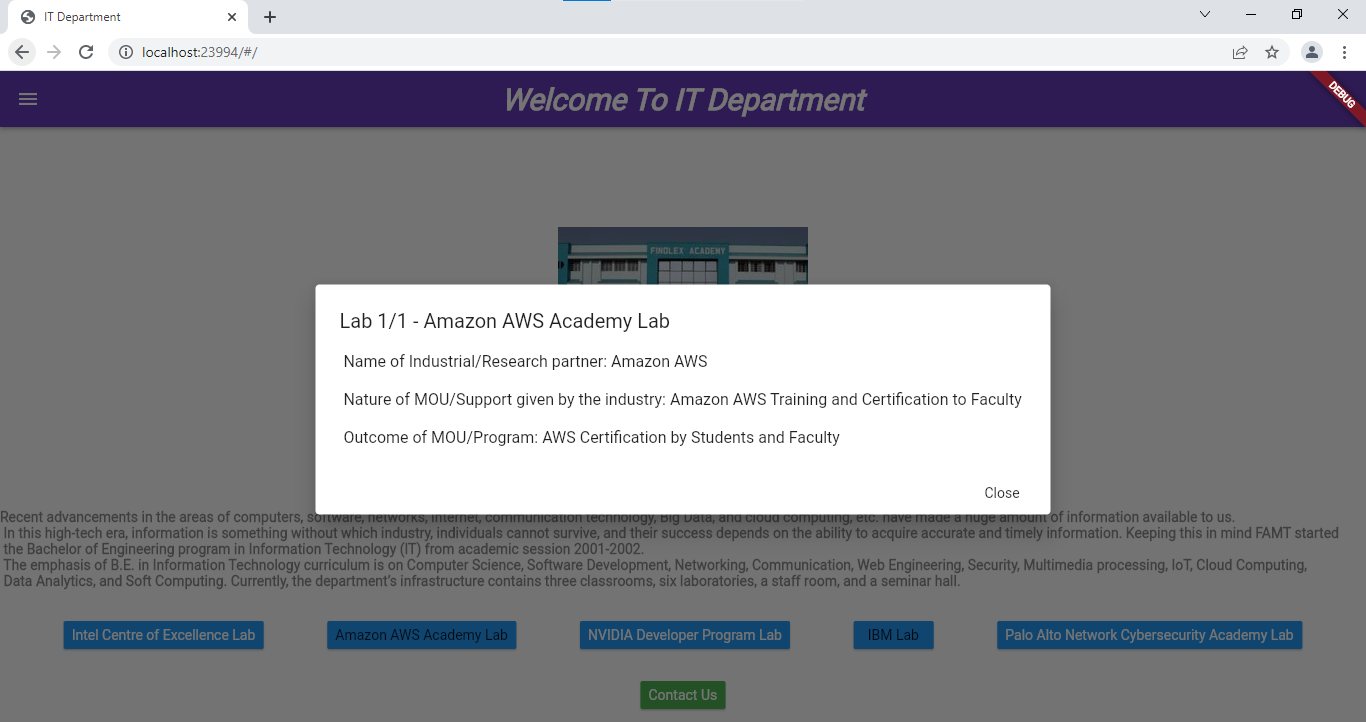 IT Department
localhost:23994/#/
Welcome To IT Department
DEBUG
FINOLEX ACADEMY
Lab 1/1 - Amazon AWS Academy Lab
Name of Industrial/Research partner: Amazon AWS
Nature of MOU/Support given by the industry: Amazon AWS Training and Certification to Faculty
Outcome of MOU/Program: AWS Certification by Students and Faculty
Close
Recent advancements in the areas of computers, software, networks, internet, communication technology, Big Data, and cloud computing, etc. have made a huge amount of information available to us.
In this high-tech era, information is something without which industry, individuals cannot survive, and their success depends on the ability to acquire accurate and timely information. Keeping this in mind FAMT started
the Bachelor of Engineering program in Information Technology (IT) from academic session 2001-2002.
The emphasis of B.E. in Information Technology curriculum is on Computer Science, Software Development, Networking, Communication, Web Engineering, Security, Multimedia processing, IoT, Cloud Computing,
Data Analytics, and Soft Computing. Currently, the department's infrastructure contains three classrooms, six laboratories, a staff room, and a seminar hall.
Intel Centre of Excellence Lab
Amazon AWS Academy Lab
NVIDIA Developer Program Lab
IBM Lab
Palo Alto Network Cybersecurity Academy Lab
Contact Us